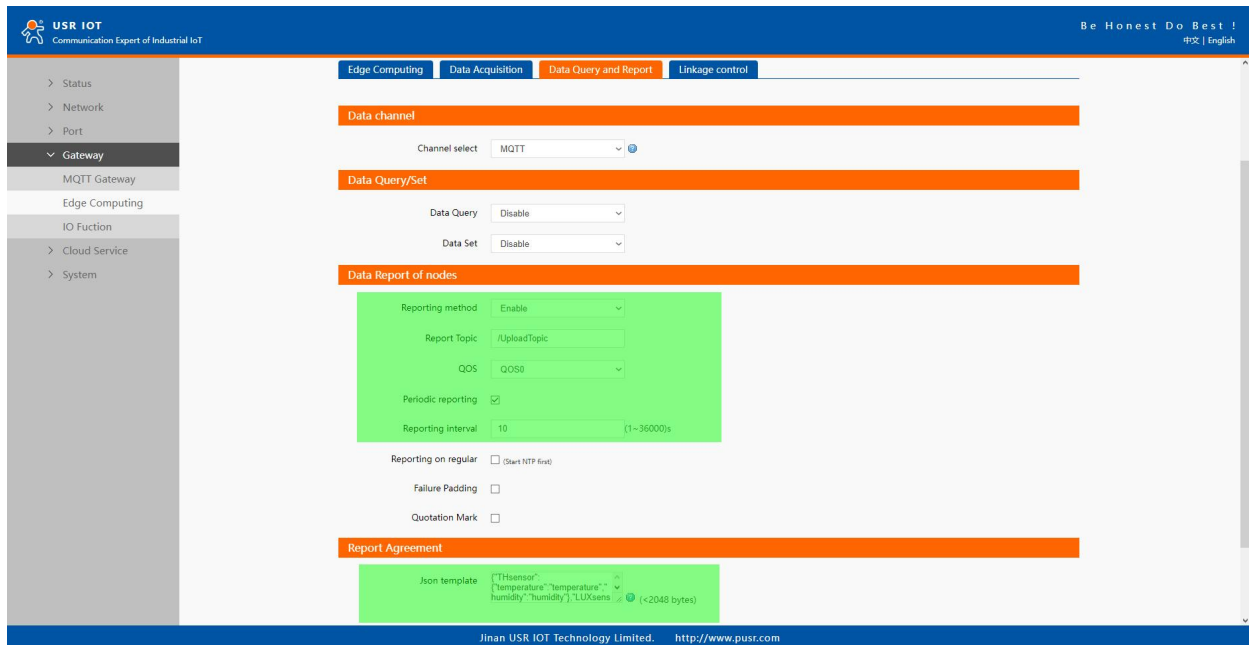 USR IOT
Communication Expert of Industrial IoT
Be Honest Do Best !
中文 | English
Status
Network
Port
Gateway
MQTT Gateway
Edge Computing
IO Fuction
Cloud Service
System
Edge Computing Data Acquisition Data Query and Report Linkage control
Data channel
Channel select MQTT
Data Query/Set
Data Query Disable
Data Set Disable
Data Report of nodes
Reporting method Enable
Report Topic /UploadTopic
QOS QOS0
Periodic reporting
Reporting interval 10 (1~36000)s
Reporting on regular (Start NTP first)
Failure Padding
Quotation Mark
Report Agreement
Json template {"THsensor":
{"temperature":"temperature","
humidity":"humidity"},"LUXsens (<2048 bytes)
Jinan USR IOT Technology Limited. http://www.pusr.com